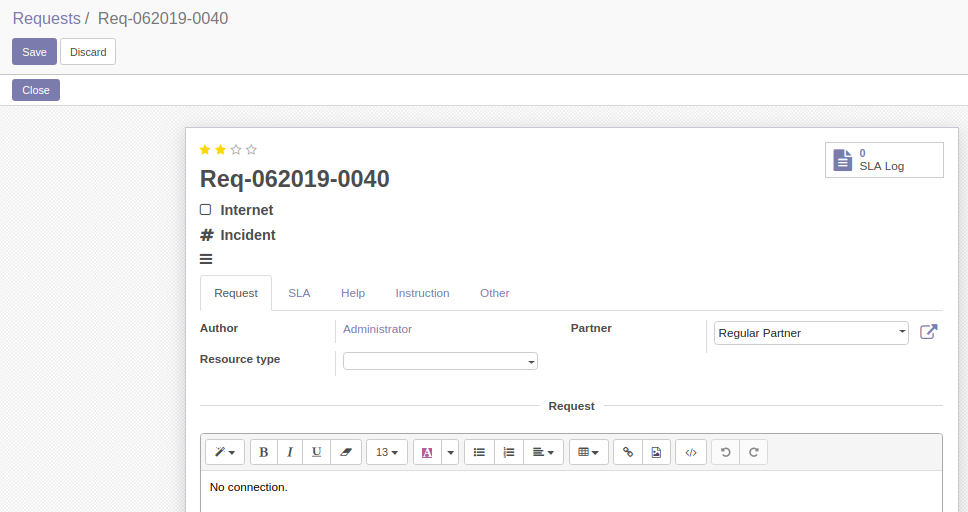 Requests / Req-062019-0040
Save Discard
Close
0
SLA Log
Req-062019-0040
Internet
# Incident
Request SLA Help Instruction Other
Author Administrator Partner Regular Partner
Resource type
Request
B I U 13 A </>
No connection.